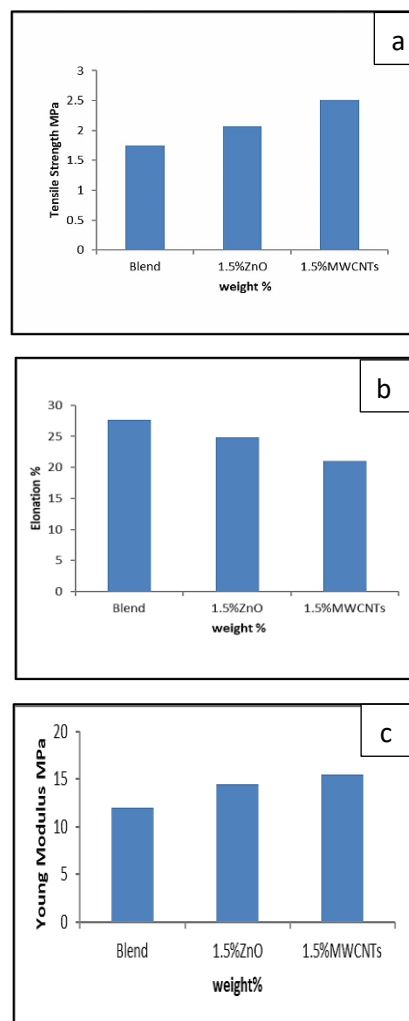 a
Tensile Strength MPa
3
2.5
2
1.5
1
0.5
0
Blend 1.5%ZnO 1.5%MWCNTs
weight %
b
Elonation %
30
25
20
15
10
5
0
Blend 1.5%ZnO 1.5%MWCNTs
weight %
c
Young Modulus MPa
20
15
10
5
0
Blend 1.5%ZnO 1.5%MWCNTs
weight%